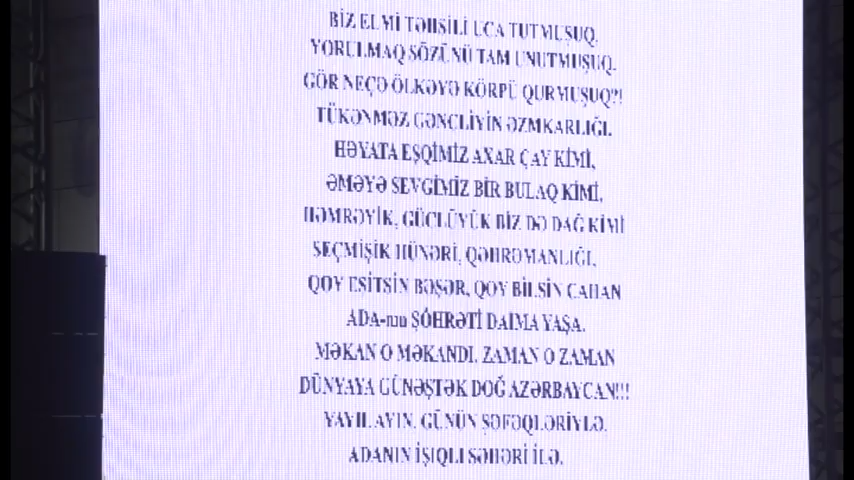 BİZ ELMİ TƏHSİLİ UCA TUTMUŞUQ.
YORULMAQ SÖZÜNÜ TAM UNUTMUŞUQ.
GÖR NEÇƏ ÖLKƏYƏ KÖRPÜ QURMUŞUQ?!
TÜKƏNMƏZ GƏNCLİYİN ƏZMKARLIĞI.
HƏYATA EŞQİMİZ AXAR ÇAY KİMİ,
ƏMƏYƏ SEVGİMİZ BİR BULAQ KİMİ,
HƏMRƏYİK, GÜCLÜYÜK BİZ DƏ DAĞ KİMİ
SEÇMİŞİK HÜNƏRİ, QƏHRƏMANLIĞI,
QOY EŞİTSİN BƏŞƏR, QOY BİLSİN CAHAN
ADA-nın ŞÖHRƏTİ DAİMA YAŞA.
MƏKAN O MƏKANDI, ZAMAN O ZAMAN
DÜNYAYA GÜNƏŞTƏK DOĞ AZƏRBAYCAN!!!
YAYIL AYIN, GÜNÜN ŞƏFƏQLƏRİYLƏ,
ADANIN İŞIQLI SƏHƏRİ İLƏ.